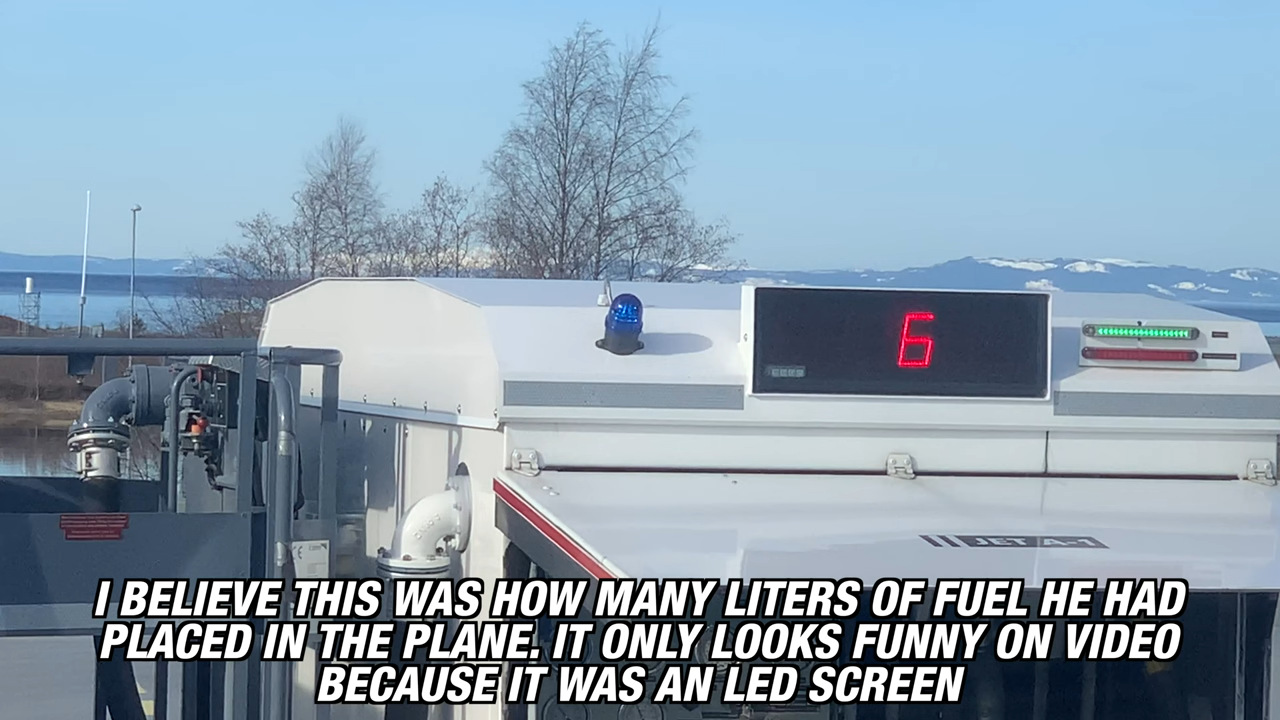 6
JET A-1
I BELIEVE THIS WAS HOW MANY LITERS OF FUEL HE HAD
PLACED IN THE PLANE. IT ONLY LOOKS FUNNY ON VIDEO
BECAUSE IT WAS AN LED SCREEN